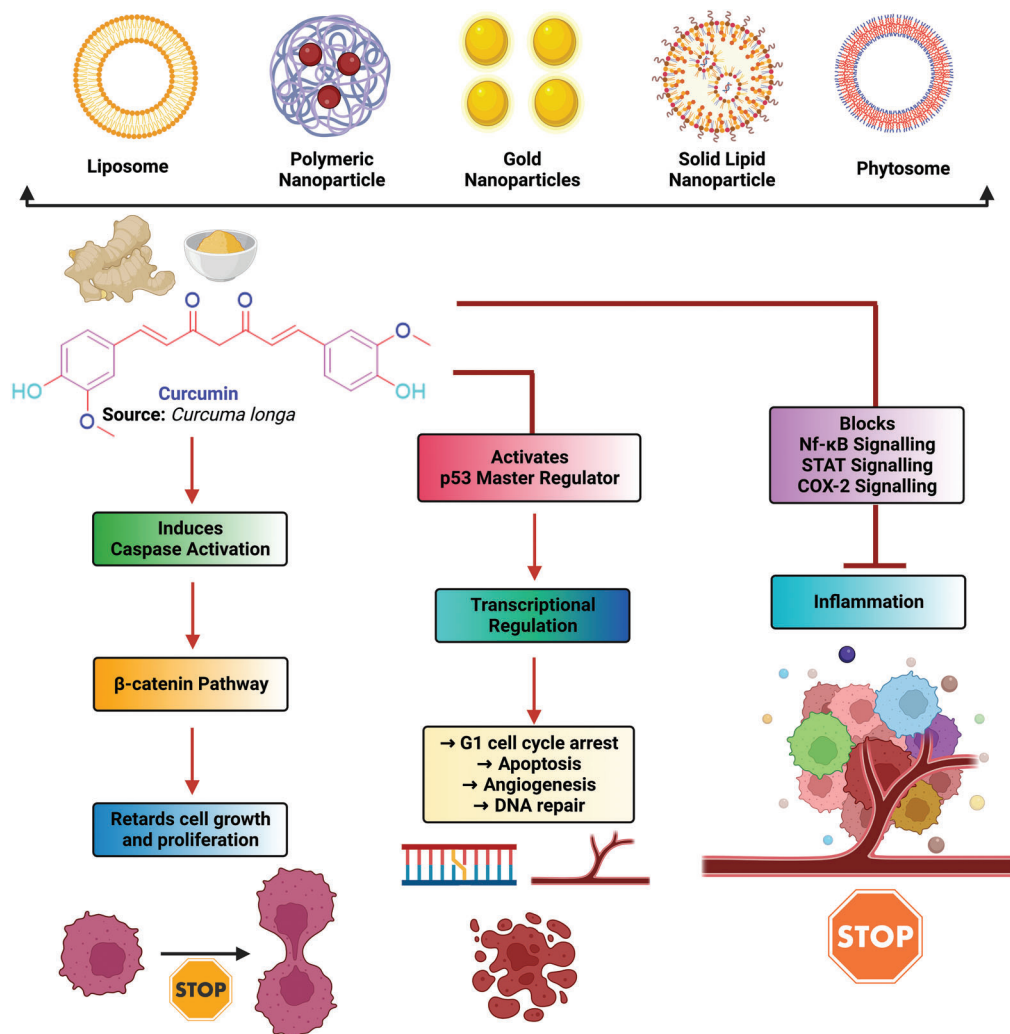 Liposome
Polymeric
Nanoparticle
Gold
Nanoparticles
Solid Lipid
Nanoparticle
Phytosome
O
O
O
HO
O
OH
Curcumin
Source: Curcuma longa
Induces
Caspase Activation
β-catenin Pathway
Retards cell growth
and proliferation
STOP
Activates
p53 Master Regulator
Transcriptional
Regulation
→ G1 cell cycle arrest
→ Apoptosis
→ Angiogenesis
→ DNA repair
Blocks
Nf-κB Signalling
STAT Signalling
COX-2 Signalling
Inflammation
STOP